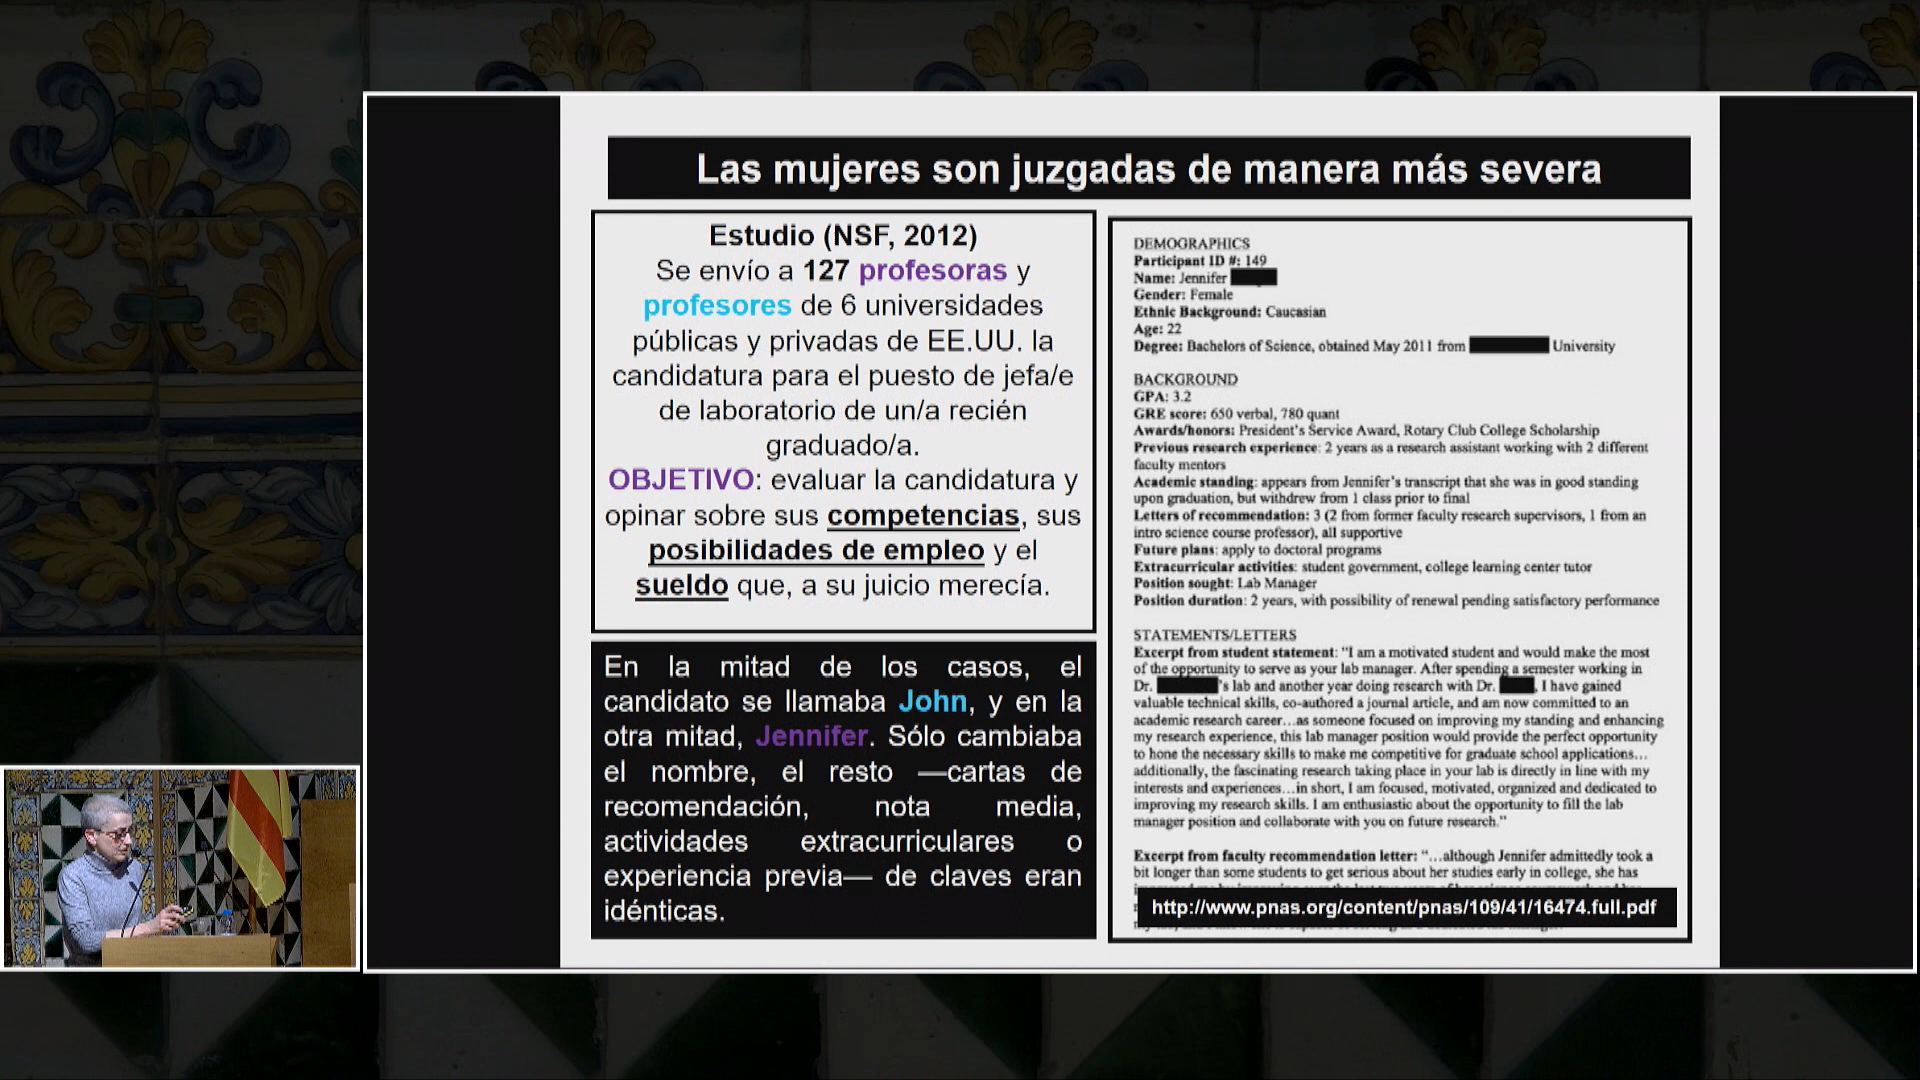 Las mujeres son juzgadas de manera más severa
Estudio (NSF, 2012)
Se envío a 127 profesoras y
profesores de 6 universidades
públicas y privadas de EE.UU. la
candidatura para el puesto de jefa/e
de laboratorio de un/a recién
graduado/a.
OBJETIVO: evaluar la candidatura y
opinar sobre sus competencias, sus
posibilidades de empleo y el
sueldo que, a su juicio merecía.
En la mitad de los casos, el
candidato se llamaba John, y en la
otra mitad, Jennifer. Sólo cambiaba
el nombre, el resto —cartas de
recomendación, nota media,
actividades extracurriculares o
experiencia previa— de claves eran
idénticas.
DEMOGRAPHICS
Participant ID #: 149
Name: Jennifer
Gender: Female
Ethnic Background: Caucasian
Age: 22
Degree: Bachelors of Science, obtained May 2011 from University
BACKGROUND
GPA: 3.2
GRE score: 650 verbal, 780 quant
Awards/honors: President's Service Award, Rotary Club College Scholarship
Previous research experience: 2 years as a research assistant working with 2 different
faculty mentors
Academic standing: appears from Jennifer's transcript that she was in good standing
upon graduation, but withdrew from 1 class prior to final
Letters of recommendation: 3 (2 from former faculty research supervisors, 1 from an
intro science course professor), all supportive
Future plans: apply to doctoral programs
Extracurricular activities: student government, college learning center tutor
Position sought: Lab Manager
Position duration: 2 years, with possibility of renewal pending satisfactory performance
STATEMENTS/LETTERS
Excerpt from student statement: "I am a motivated student and would make the most
of the opportunity to serve as your lab manager. After spending a semester working in
Dr. 's lab and another year doing research with Dr. , I have gained
valuable technical skills, co-authored a journal article, and am now committed to an
academic research career…as someone focused on improving my standing and enhancing
my research experience, this lab manager position would provide the perfect opportunity
to hone the necessary skills to make me competitive for graduate school applications…
additionally, the fascinating research taking place in your lab is directly in line with my
interests and experiences…in short, I am focused, motivated, organized and dedicated to
improving my research skills. I am enthusiastic about the opportunity to fill the lab
manager position and collaborate with you on future research."
Excerpt from faculty recommendation letter: "…although Jennifer admittedly took a
bit longer than some students to get serious about her studies early in college, she has
http://www.pnas.org/content/pnas/109/41/16474.full.pdf